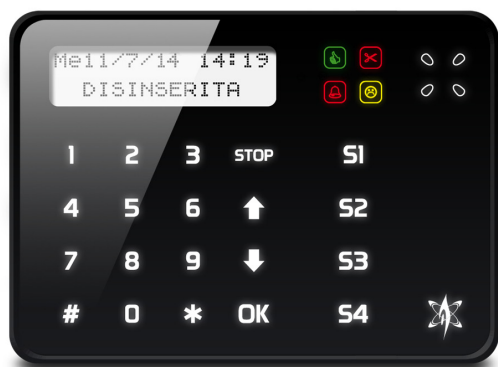 Me11/7/14 14:19
DISINSERITA
1 2 3 STOP S1
4 5 6 S2
7 8 9 S3
# 0 * OK S4